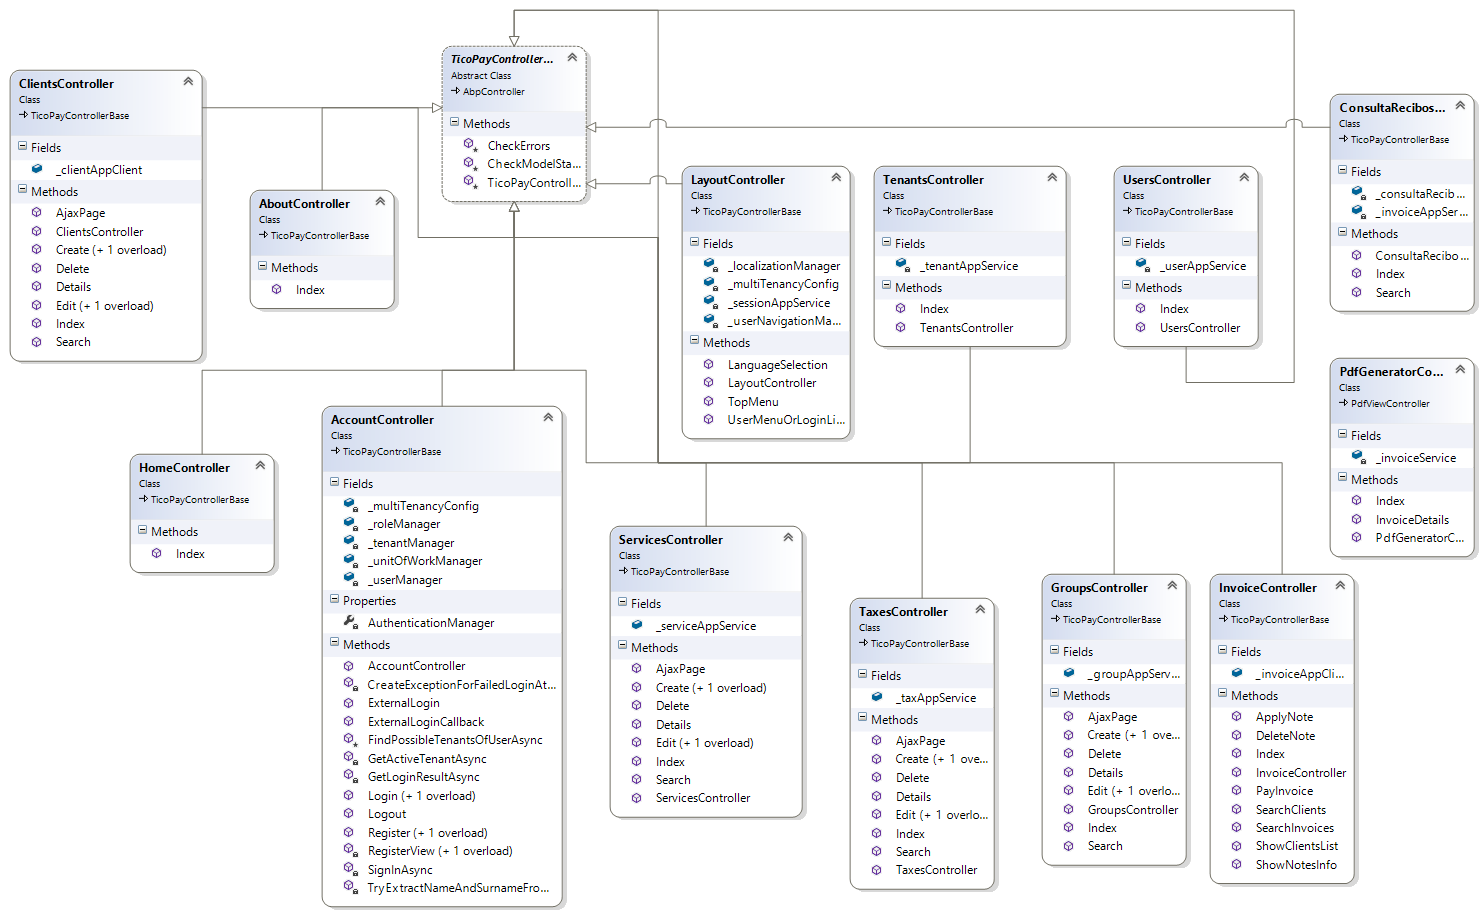 TicoPayController...
Abstract Class
AbpController
Methods
CheckErrors
CheckModelSta...
TicoPayControll...
ClientsController
Class
TicoPayControllerBase
Fields
_clientAppClient
Methods
AjaxPage
ClientsController
Create (+ 1 overload)
Delete
Details
Edit (+ 1 overload)
Index
Search
AboutController
Class
TicoPayControllerBase
Methods
Index
LayoutController
Class
TicoPayControllerBase
Fields
_localizationManager
_multiTenancyConfig
_sessionAppService
_userNavigationMa...
Methods
LanguageSelection
LayoutController
TopMenu
UserMenuOrLoginLi...
TenantsController
Class
TicoPayControllerBase
Fields
_tenantAppService
Methods
Index
TenantsController
UsersController
Class
TicoPayControllerBase
Fields
_userAppService
Methods
Index
UsersController
ConsultaRecibos...
Class
TicoPayControllerBase
Fields
_consultaRecib...
_invoiceAppSer...
Methods
ConsultaRecibo...
Index
Search
PdfGeneratorCo...
Class
PdfViewController
Fields
_invoiceService
Methods
Index
InvoiceDetails
PdfGeneratorC...
HomeController
Class
TicoPayControllerBase
Methods
Index
AccountController
Class
TicoPayControllerBase
Fields
_multiTenancyConfig
_roleManager
_tenantManager
_unitOfWorkManager
_userManager
Properties
AuthenticationManager
Methods
AccountController
CreateExceptionForFailedLoginAt...
ExternalLogin
ExternalLoginCallback
FindPossibleTenantsOfUserAsync
GetActiveTenantAsync
GetLoginResultAsync
Login (+ 1 overload)
Logout
Register (+ 1 overload)
RegisterView (+ 1 overload)
SignInAsync
TryExtractNameAndSurnameFro...
ServicesController
Class
TicoPayControllerBase
Fields
_serviceAppService
Methods
AjaxPage
Create (+ 1 overload)
Delete
Details
Edit (+ 1 overload)
Index
Search
ServicesController
TaxesController
Class
TicoPayControllerBase
Fields
_taxAppService
Methods
AjaxPage
Create (+ 1 ove...
Delete
Details
Edit (+ 1 overlo...
Index
Search
TaxesController
GroupsController
Class
TicoPayControllerBase
Fields
_groupAppServ...
Methods
AjaxPage
Create (+ 1 ove...
Delete
Details
Edit (+ 1 overlo...
GroupsController
Index
Search
InvoiceController
Class
TicoPayControllerBase
Fields
_invoiceAppCli...
Methods
ApplyNote
DeleteNote
Index
InvoiceController
PayInvoice
SearchClients
SearchInvoices
ShowClientsList
ShowNotesInfo